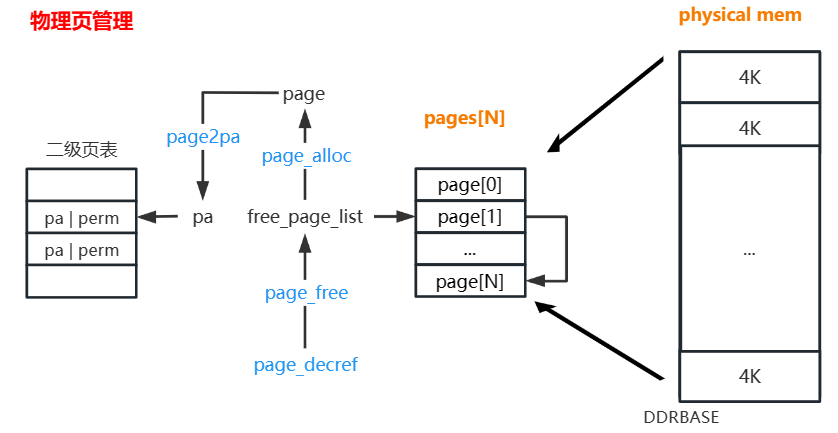 物理页管理
physical mem
4K
4K
...
4K
DDRBASE
page
page2pa
page_alloc
pages[N]
二级页表
pa | perm
pa | perm
pa
free_page_list
page[0]
page[1]
...
page[N]
page_free
page_decref